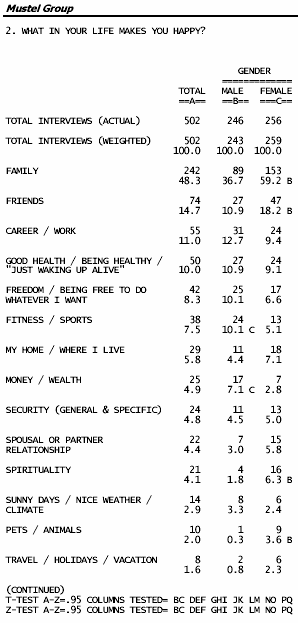 Mustel Group
2. WHAT IN YOUR LIFE MAKES YOU HAPPY?
GENDER
=============
TOTAL MALE FEMALE
==A== ==B== ===C==
TOTAL INTERVIEWS (ACTUAL) 502 246 256
TOTAL INTERVIEWS (WEIGHTED) 502 243 259
100.0 100.0 100.0
FAMILY 242 89 153
48.3 36.7 59.2 B
FRIENDS 74 27 47
14.7 10.9 18.2 B
CAREER / WORK 55 31 24
11.0 12.7 9.4
GOOD HEALTH / BEING HEALTHY / 50 27 24
"JUST WAKING UP ALIVE" 10.0 10.9 9.1
FREEDOM / BEING FREE TO DO 42 25 17
WHATEVER I WANT 8.3 10.1 6.6
FITNESS / SPORTS 38 24 13
7.5 10.1 C 5.1
MY HOME / WHERE I LIVE 29 11 18
5.8 4.4 7.1
MONEY / WEALTH 25 17 7
4.9 7.1 C 2.8
SECURITY (GENERAL & SPECIFIC) 24 11 13
4.8 4.5 5.0
SPOUSAL OR PARTNER 22 7 15
RELATIONSHIP 4.4 3.0 5.8
SPIRITUALITY 21 4 16
4.1 1.8 6.3 B
SUNNY DAYS / NICE WEATHER / 14 8 6
CLIMATE 2.9 3.3 2.4
PETS / ANIMALS 10 1 9
2.0 0.3 3.6 B
TRAVEL / HOLIDAYS / VACATION 8 2 6
1.6 0.8 2.3
(CONTINUED)
T-TEST A-Z=.95 COLUMNS TESTED= BC DEF GHI JK LM NO PQ
Z-TEST A-Z=.95 COLUMNS TESTED= BC DEF GHI JK LM NO PQ